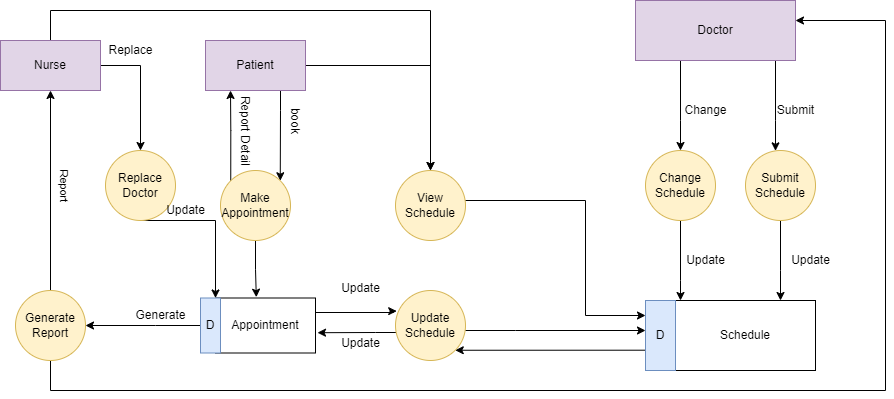 Doctor
Replace
Nurse
Patient
Change
Submit
Report Detail
book
Replace
Doctor
Change
Schedule
Submit
Schedule
Report
Make
Appointment
View
Schedule
Update
Update
Update
Update
Generate
Generate
Report
D
Appointment
Update
Update
Schedule
D
Schedule